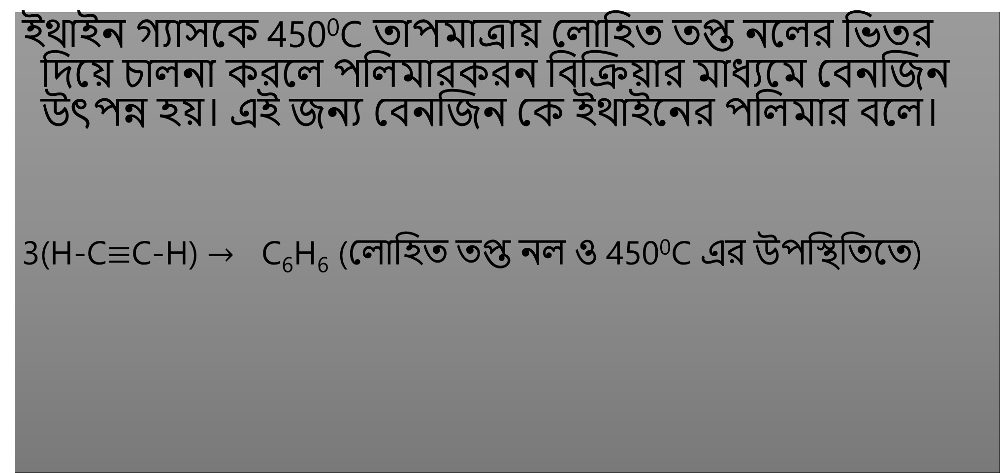 ইথাইন গ্যাসকে 450⁰C তাপমাত্রায় লোহিত তপ্ত নলের ভিতর
দিয়ে চালনা করলে পলিমারকরন বিক্রিয়ার মাধ্যমে বেনজিন
উৎপন্ন হয়। এই জন্য বেনজিন কে ইথাইনের পলিমার বলে।
3(H-C≡C-H) → C₆H₆ (লোহিত তপ্ত নল ও 450⁰C এর উপস্থিতিতে)